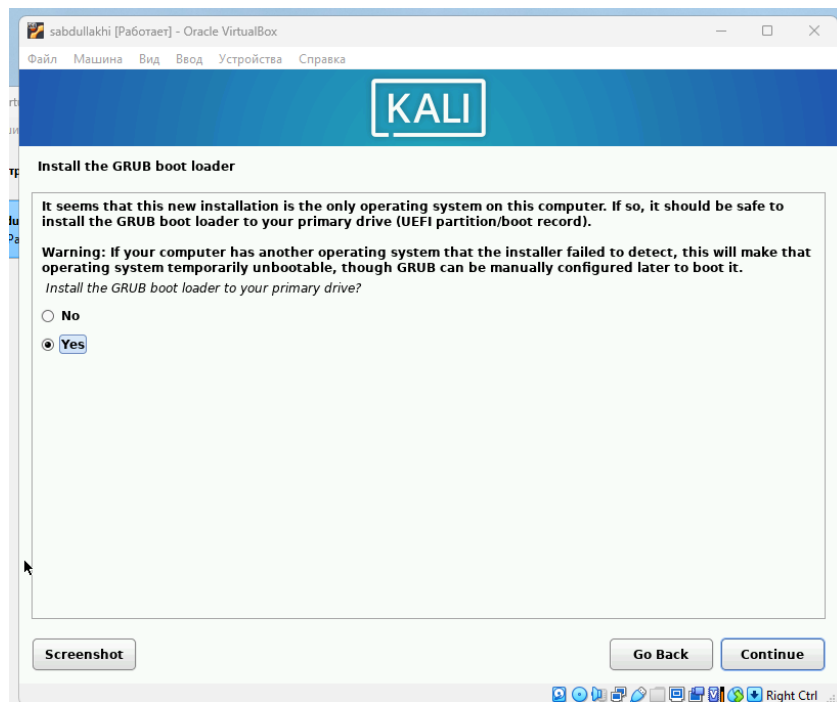 sabdullakhi [Работает] - Oracle VirtualBox
Файл Машина Вид Ввод Устройства Справка
KALI
Install the GRUB boot loader
It seems that this new installation is the only operating system on this computer. If so, it should be safe to
install the GRUB boot loader to your primary drive (UEFI partition/boot record).
Warning: If your computer has another operating system that the installer failed to detect, this will make that
operating system temporarily unbootable, though GRUB can be manually configured later to boot it.
Install the GRUB boot loader to your primary drive?
No
Yes
Screenshot
Go Back Continue
Right Ctrl